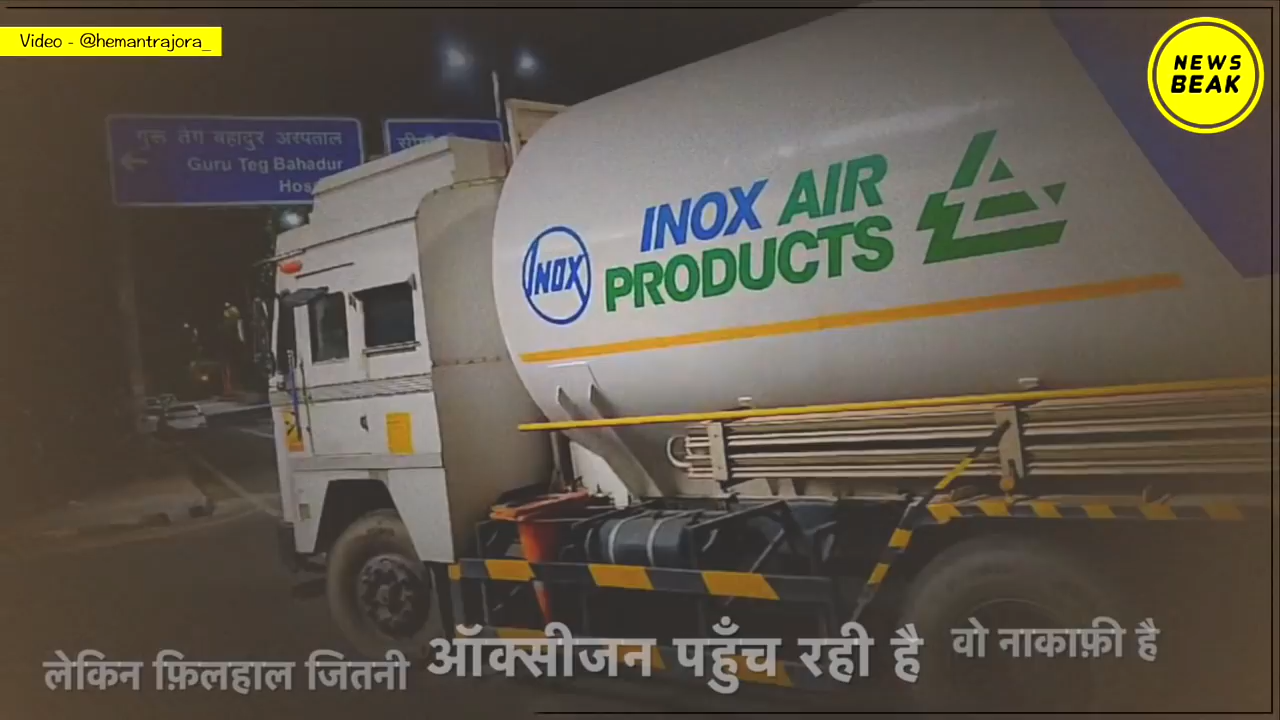 Video - @hemantrajora_
NEWS
BEAK
गुरू तेग बहादुर अस्पताल
Guru Teg Bahadur
INOX AIR
PRODUCTS
INOX
लेकिन फ़िलहाल जितनी ऑक्सीजन पहुँच रही है वो नाकाफ़ी है